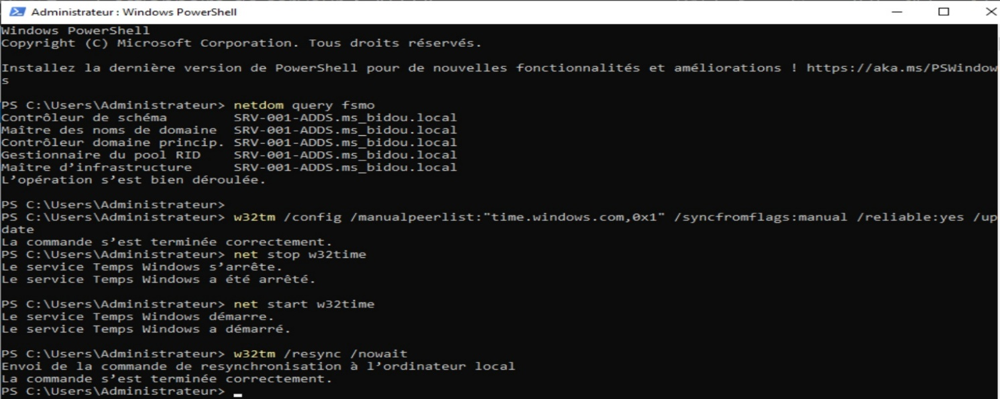 Administrateur : Windows PowerShell
Windows PowerShell
Copyright (C) Microsoft Corporation. Tous droits réservés.
Installez la dernière version de PowerShell pour de nouvelles fonctionnalités et améliorations ! https://aka.ms/PSWindow
s
PS C:\Users\Administrateur> netdom query fsmo
Contrôleur de schéma        SRV-001-ADDS.ms_bidou.local
Maître des noms de domaine  SRV-001-ADDS.ms_bidou.local
Contrôleur domaine princip. SRV-001-ADDS.ms_bidou.local
Gestionnaire du pool RID    SRV-001-ADDS.ms_bidou.local
Maître d’infrastructure     SRV-001-ADDS.ms_bidou.local
L’opération s’est bien déroulée.
PS C:\Users\Administrateur>
PS C:\Users\Administrateur> w32tm /config /manualpeerlist:"time.windows.com,0x1" /syncfromflags:manual /reliable:yes /up
date
La commande s’est terminée correctement.
PS C:\Users\Administrateur> net stop w32time
Le service Temps Windows s’arrête.
Le service Temps Windows a été arrêté.
PS C:\Users\Administrateur> net start w32time
Le service Temps Windows démarre.
Le service Temps Windows a démarré.
PS C:\Users\Administrateur> w32tm /resync /nowait
Envoi de la commande de resynchronisation à l’ordinateur local
La commande s’est terminée correctement.
PS C:\Users\Administrateur>